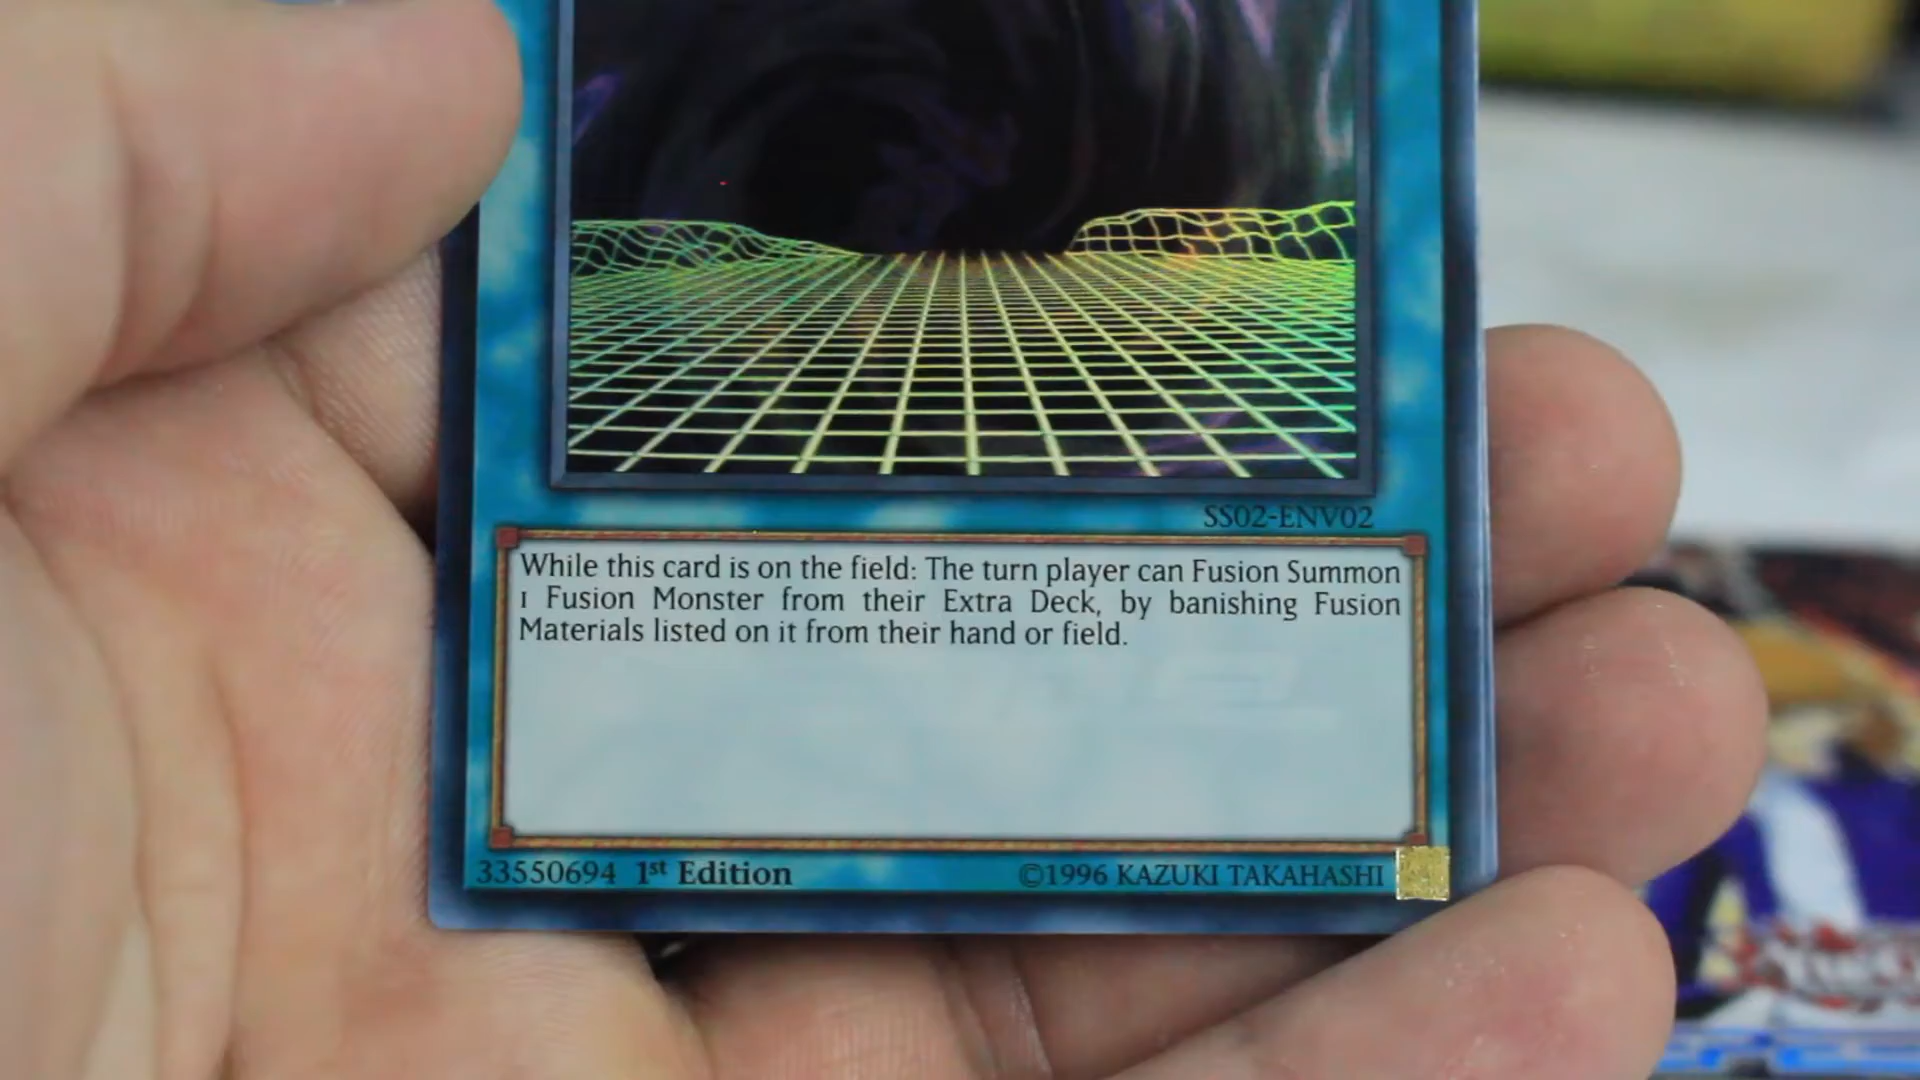 SS02-ENV02
While this card is on the field: The turn player can Fusion Summon
1 Fusion Monster from their Extra Deck, by banishing Fusion
Materials listed on it from their hand or field.
33550694 1st Edition ©1996 KAZUKI TAKAHASHI